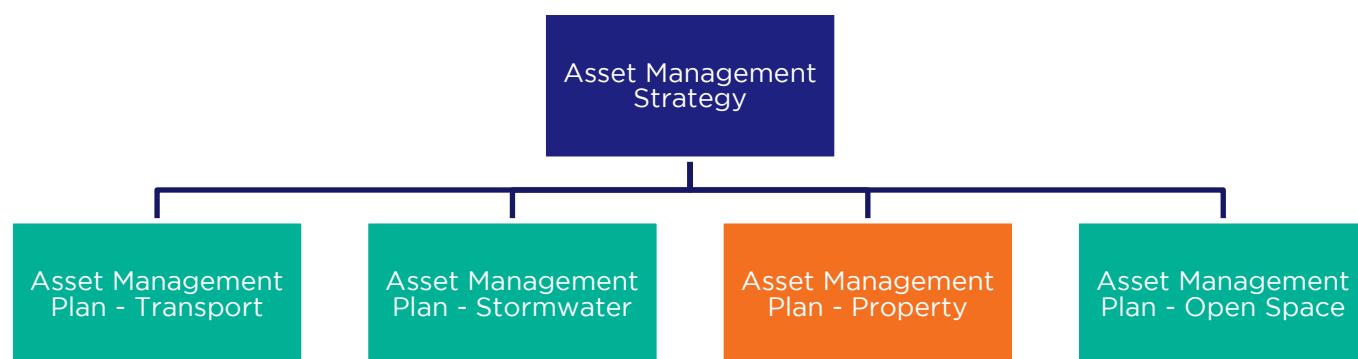 Asset Management
Strategy
Asset Management
Plan - Transport
Asset Management
Plan - Stormwater
Asset Management
Plan - Property
Asset Management
Plan - Open Space